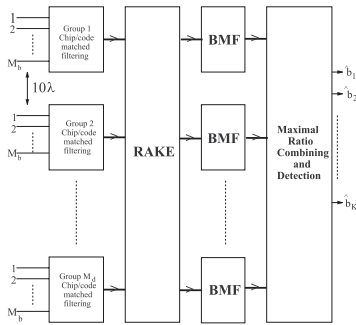 1
2
M_b
Group 1
Chip/code
matched
filtering
BMF
10λ
1
2
M_b
Group 2
Chip/code
matched
filtering
RAKE
BMF
Maximal
Ratio
Combining
and
Detection
b̂_1
b̂_2
b̂_K
1
2
M_b
Group M_d
Chip/code
matched
filtering
BMF